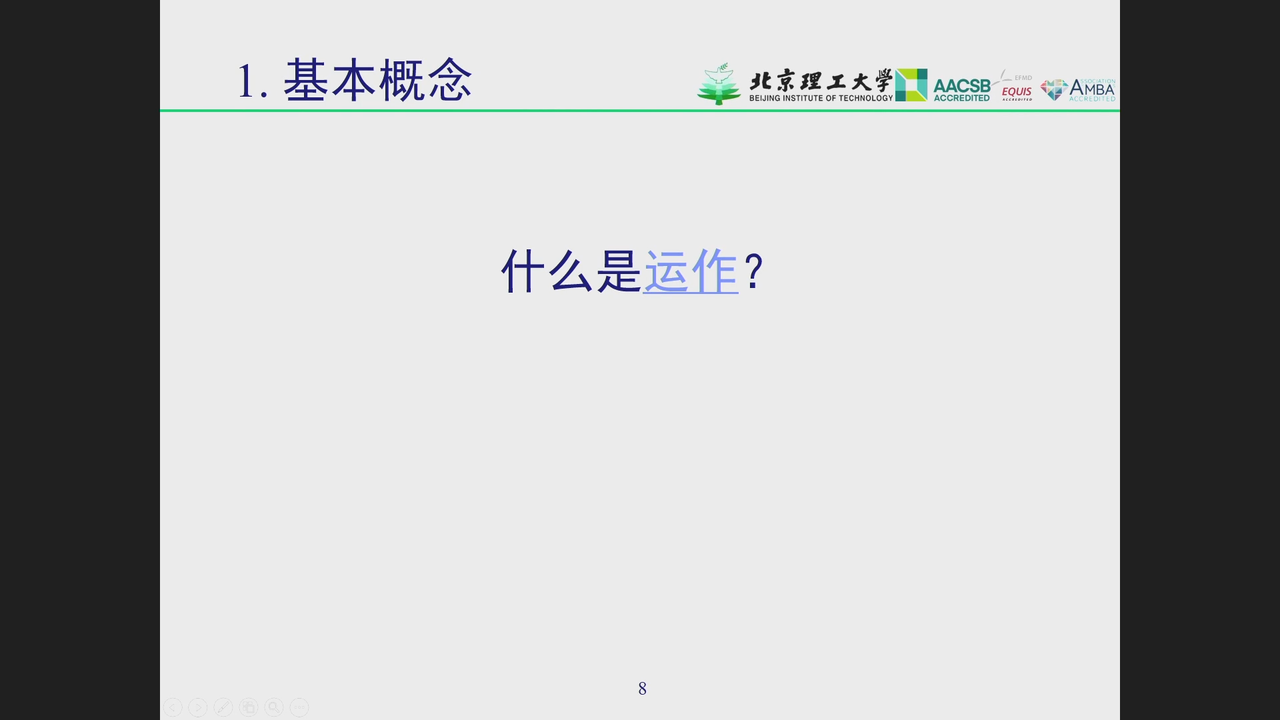 1. 基本概念
北京理工大学
BEIJING INSTITUTE OF TECHNOLOGY
AACSB
ACCREDITED
EFMD
EQUIS
ACCREDITED
ASSOCIATION
AMBA
ACCREDITED
什么是运作？
8